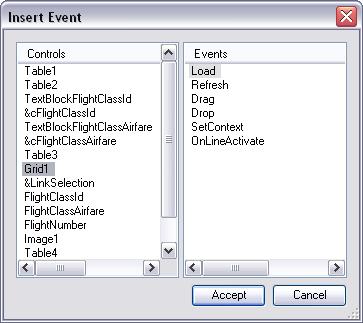 Insert Event
Controls
Table1
Table2
TextBlockFlightClassId
&cFlightClassId
TextBlockFlightClassAirfare
&cFlightClassAirfare
Table3
Grid1
&LinkSelection
FlightClassId
FlightClassAirfare
FlightNumber
Image1
Table4
Events
Load
Refresh
Drag
Drop
SetContext
OnLineActivate
Accept
Cancel